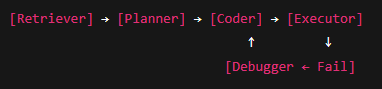 [Retriever] → [Planner] → [Coder] → [Executor]
↑ ↓
[Debugger ← Fail]